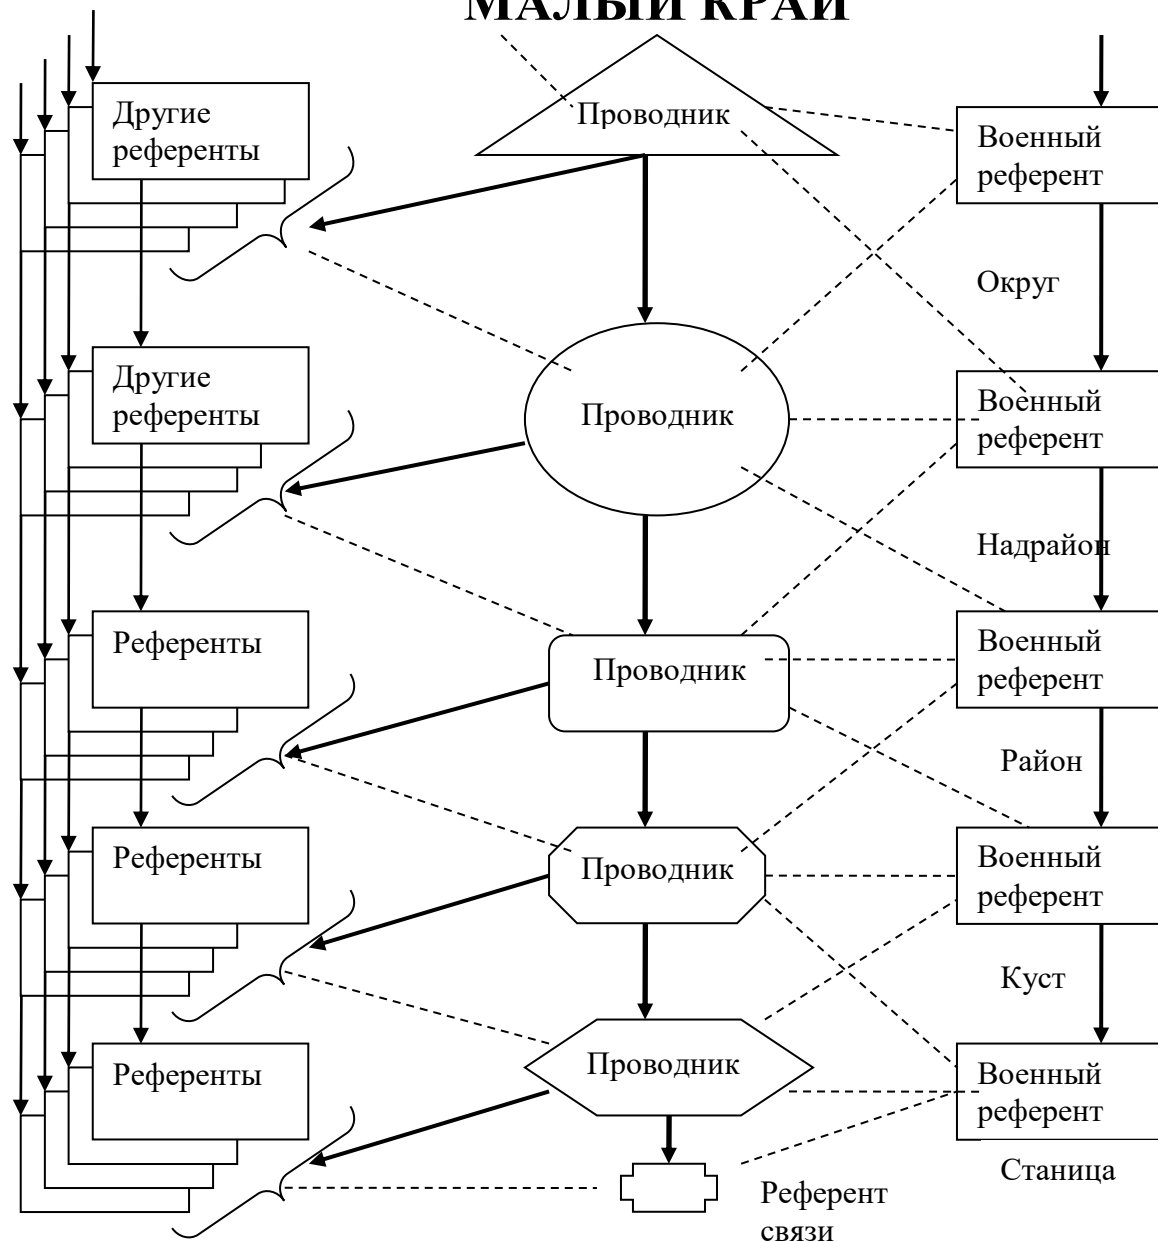 МАЛЫЙ КРАЙ
Другие
референты
Проводник
Военный
референт
Округ
Другие
референты
Проводник
Военный
референт
Надрайон
Референты
Проводник
Военный
референт
Район
Референты
Проводник
Военный
референт
Куст
Референты
Проводник
Военный
референт
Станица
Референт
связи